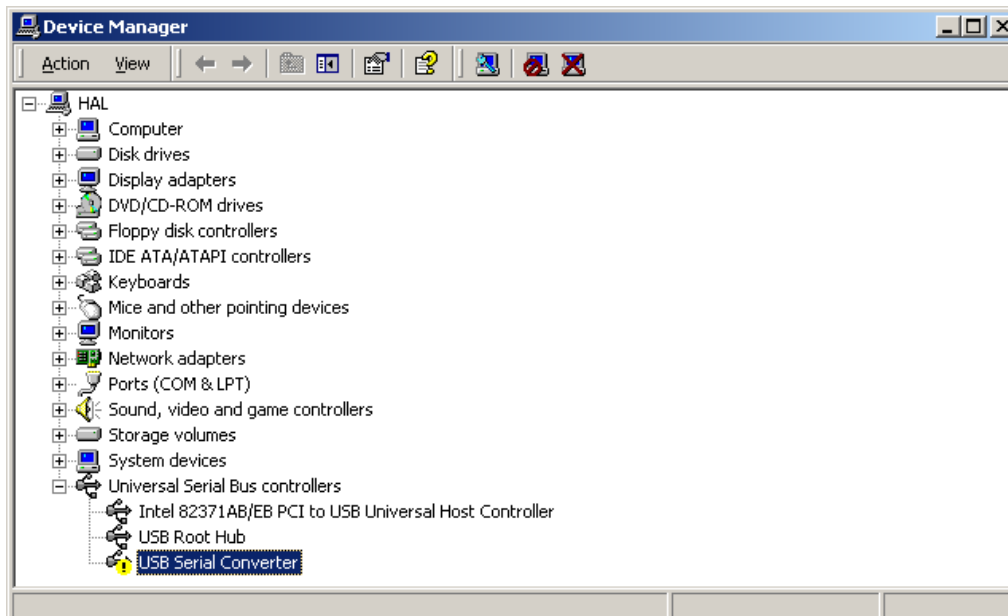 Device Manager
Action View
HAL
Computer
Disk drives
Display adapters
DVD/CD-ROM drives
Floppy disk controllers
IDE ATA/ATAPI controllers
Keyboards
Mice and other pointing devices
Monitors
Network adapters
Ports (COM & LPT)
Sound, video and game controllers
Storage volumes
System devices
Universal Serial Bus controllers
Intel 82371AB/EB PCI to USB Universal Host Controller
USB Root Hub
USB Serial Converter